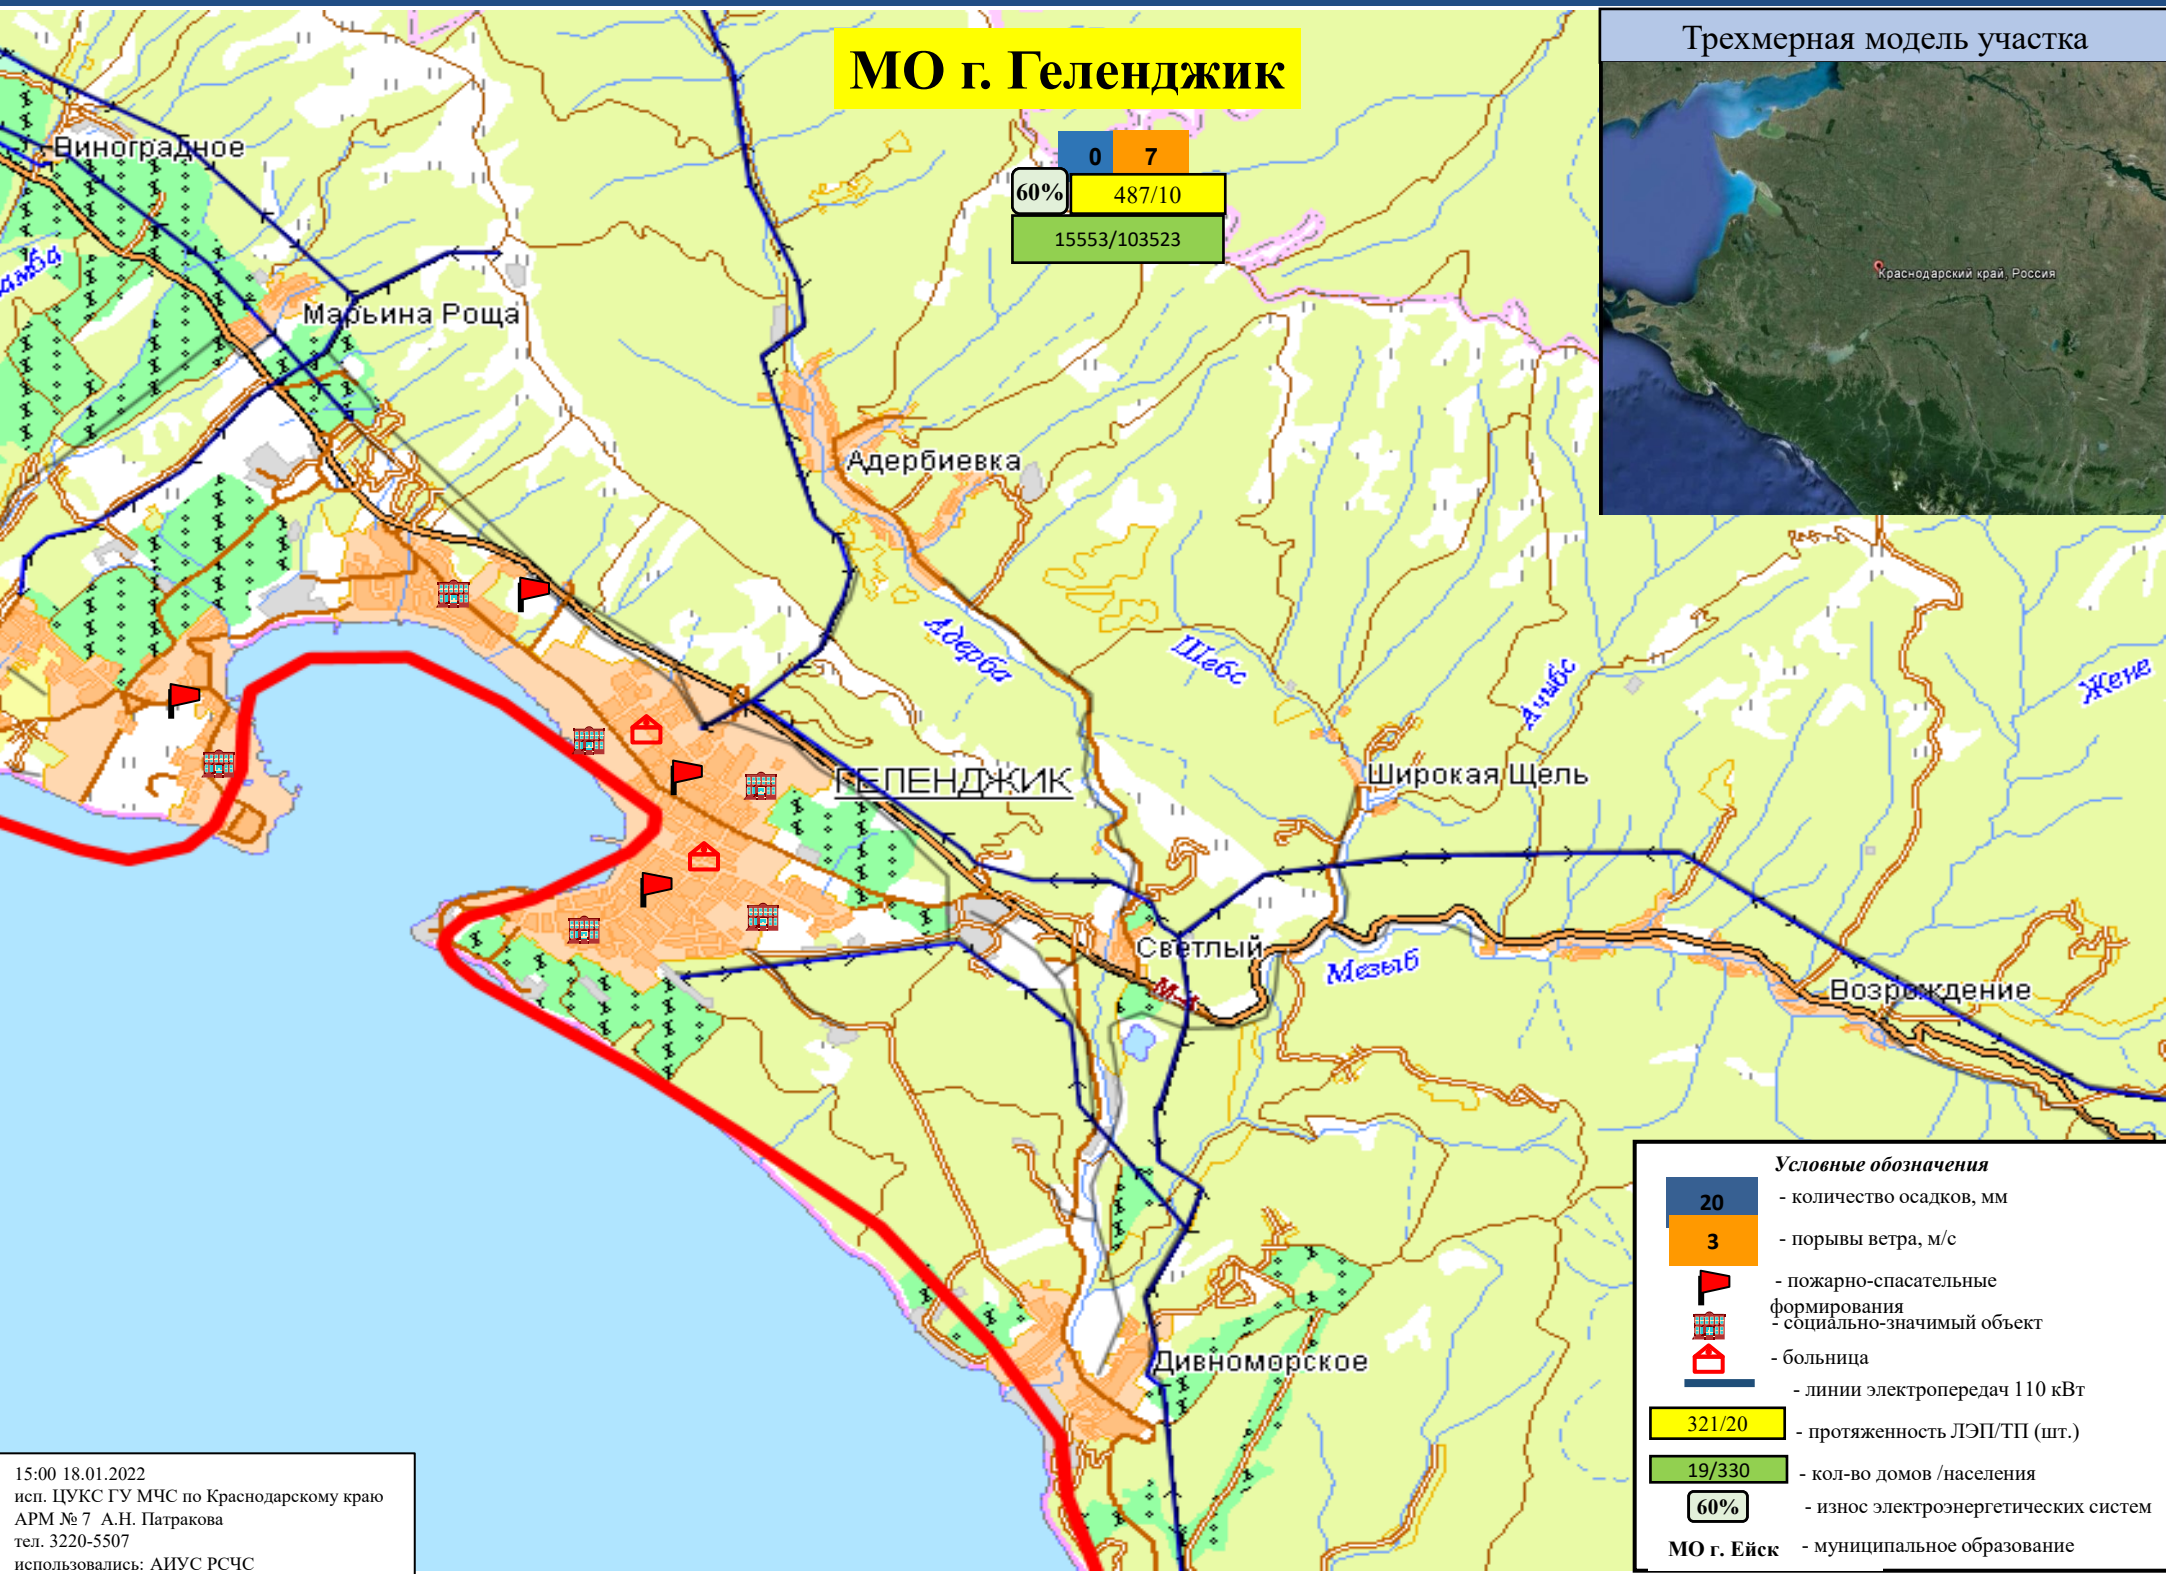 МО г. Геленджик
Трехмерная модель участка
Краснодарский край, Россия
0 7
60% 487/10
15553/103523
Виноградное
Марьина Роща
Адербиевка
Адерба
Шебс
Жене
ГЕЛЕНДЖИК
Широкая Щель
Светлый
Мезыб
М-4
Возрождение
Дивноморское
Условные обозначения
20 - количество осадков, мм
3 - порывы ветра, м/с
- пожарно-спасательные
формирования
- социально-значимый объект
- больница
- линии электропередач 110 кВт
321/20 - протяженность ЛЭП/ТП (шт.)
19/330 - кол-во домов /населения
60% - износ электроэнергетических систем
МО г. Ейск - муниципальное образование
15:00 18.01.2022
исп. ЦУКС ГУ МЧС по Краснодарскому краю
АРМ № 7 А.Н. Патракова
тел. 3220-5507
использовались: АИУС РСЧС